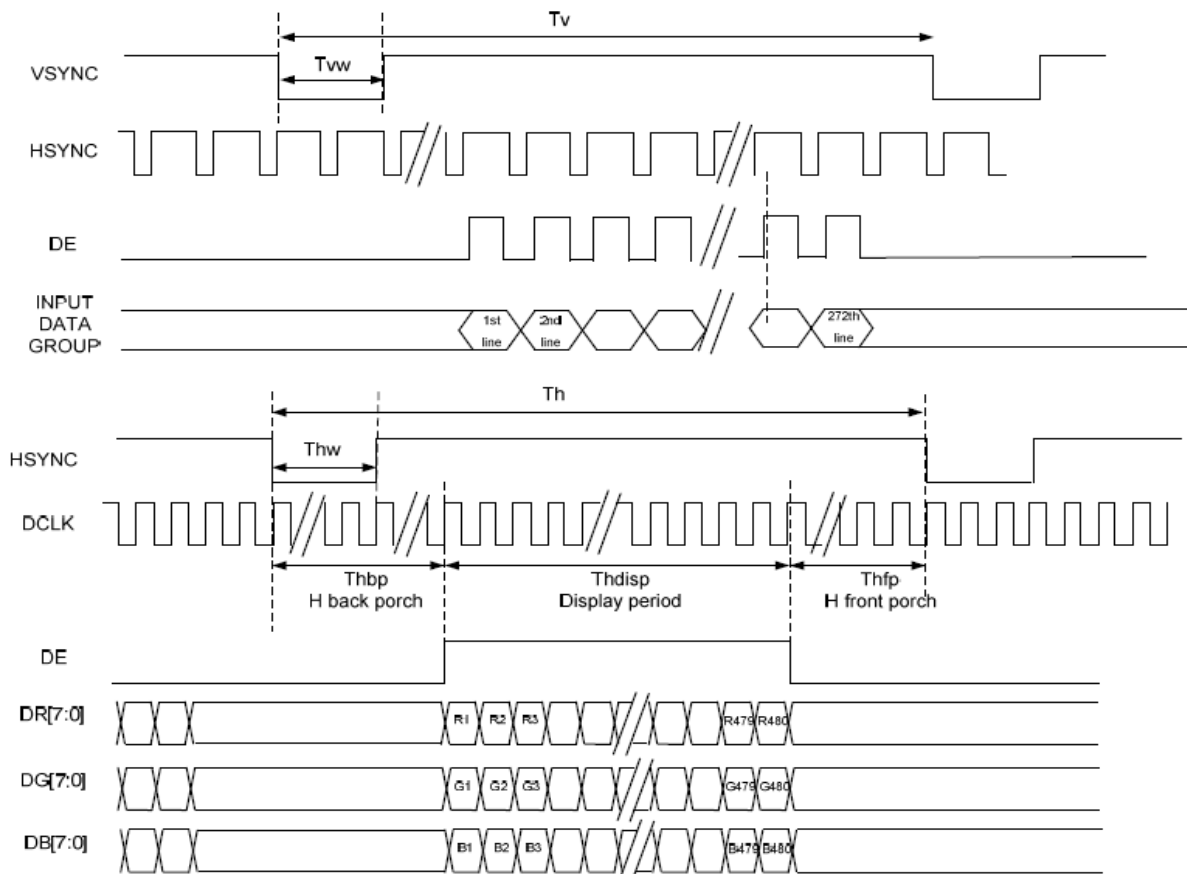 Tv
VSYNC
Tvw
HSYNC
DE
INPUT
DATA
GROUP
1st
line
2nd
line
272th
line
Th
HSYNC
Thw
DCLK
Thbp
H back porch
Thdisp
Display period
Thfp
H front porch
DE
DR[7:0]
R1 R2 R3 R479 R480
DG[7:0]
G1 G2 G3 G479 G480
DB[7:0]
B1 B2 B3 B479 B480